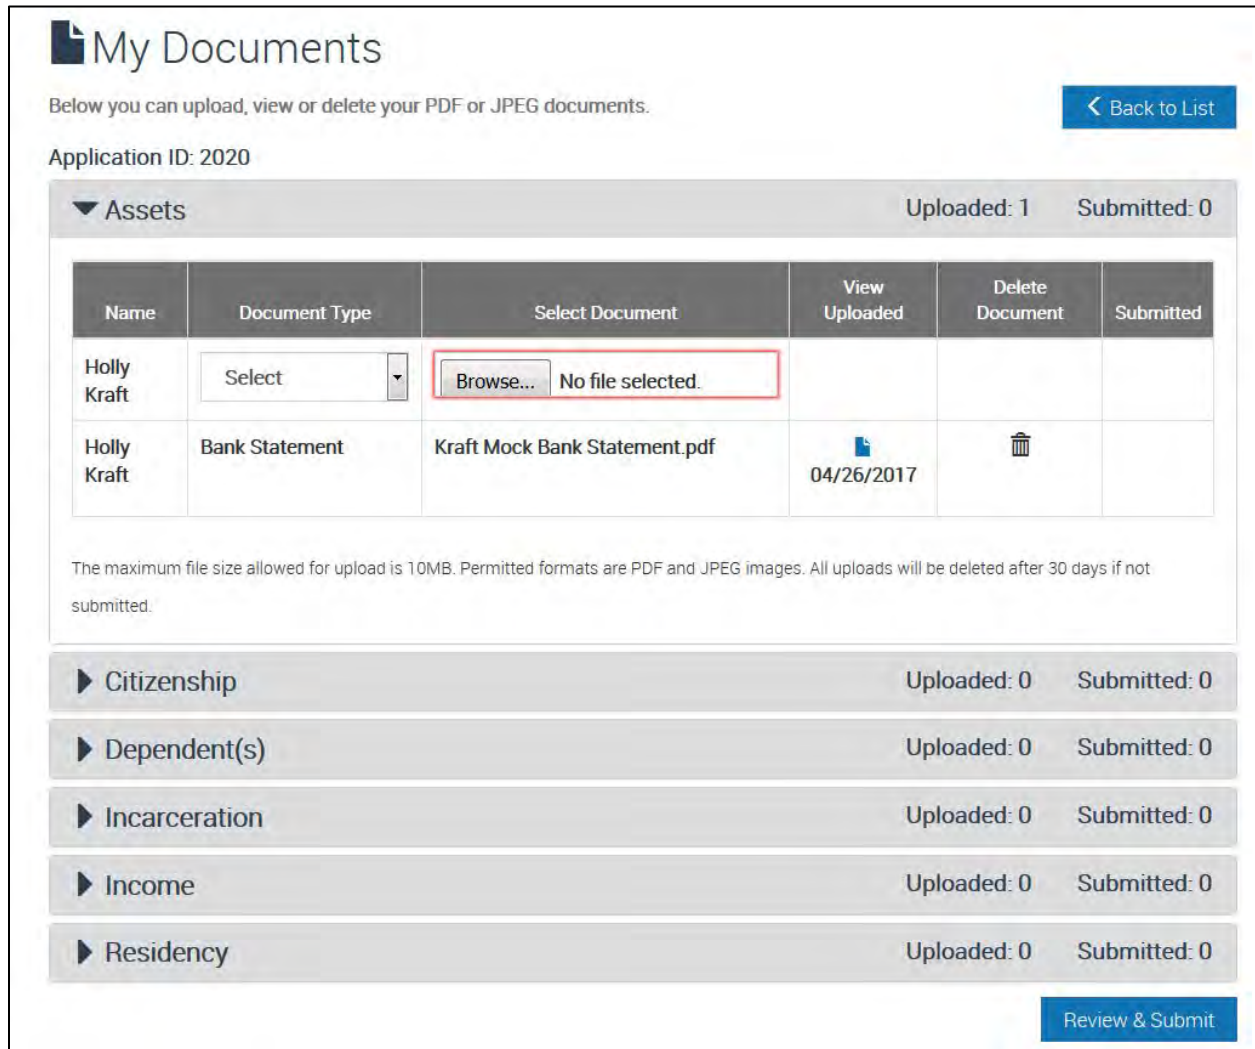 My Documents
Below you can upload, view or delete your PDF or JPEG documents.
Back to List
Application ID: 2020
Assets Uploaded: 1 Submitted: 0
Name Document Type Select Document View Uploaded Delete Document Submitted
Holly Kraft Select Browse... No file selected.
Holly Kraft Bank Statement Kraft Mock Bank Statement.pdf 04/26/2017
The maximum file size allowed for upload is 10MB. Permitted formats are PDF and JPEG images. All uploads will be deleted after 30 days if not
submitted.
Citizenship Uploaded: 0 Submitted: 0
Dependent(s) Uploaded: 0 Submitted: 0
Incarceration Uploaded: 0 Submitted: 0
Income Uploaded: 0 Submitted: 0
Residency Uploaded: 0 Submitted: 0
Review & Submit